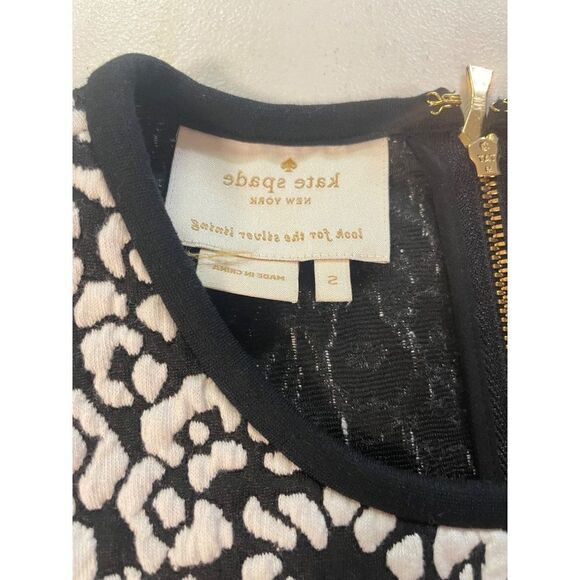 kate spade
NEW YORK
look for the silver lining
MADE IN CHINA
S